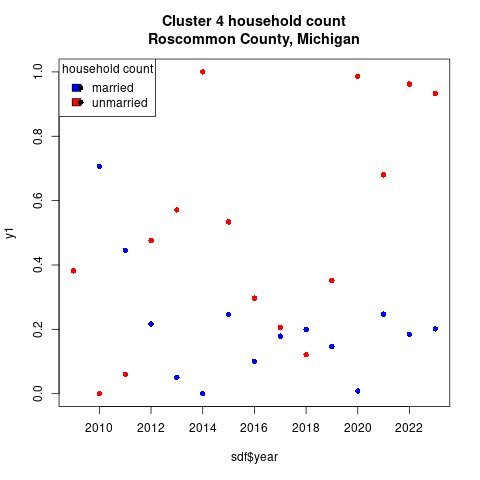 Cluster 4 household count
Roscommon County, Michigan
household count
married
unmarried
y1
1.0
0.8
0.6
0.4
0.2
0.0
2010 2012 2014 2016 2018 2020 2022
sdf$year